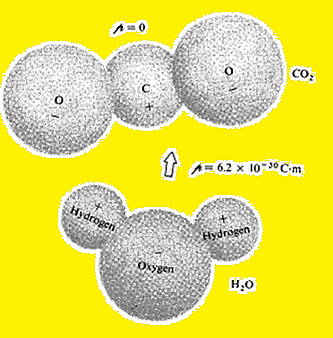 p = 0
O
−
C
+
O
−
CO₂
p = 6.2 × 10⁻³⁰ C·m
+
Hydrogen
−
Oxygen
+
Hydrogen
H₂O